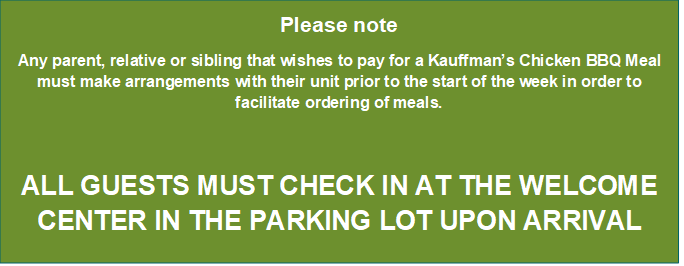 Please note
Any parent, relative or sibling that wishes to pay for a Kauffman’s Chicken BBQ Meal
must make arrangements with their unit prior to the start of the week in order to
facilitate ordering of meals.
ALL GUESTS MUST CHECK IN AT THE WELCOME
CENTER IN THE PARKING LOT UPON ARRIVAL